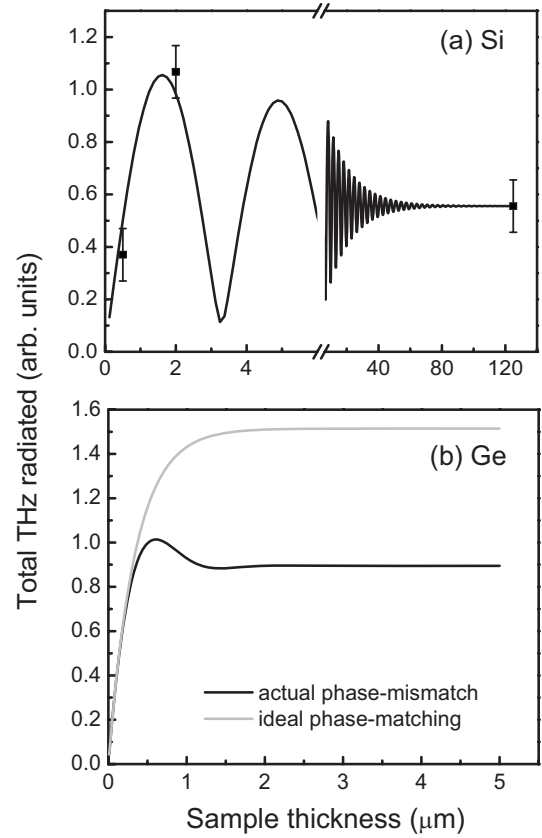 (a) Si
1.2
1.0
0.8
0.6
0.4
0.2
0.0
0 2 4 40 80 120
Total THz radiated (arb. units)
(b) Ge
1.6
1.4
1.2
1.0
0.8
0.6
0.4
0.2
0.0
actual phase-mismatch
ideal phase-matching
0 1 2 3 4 5
Sample thickness (μm)